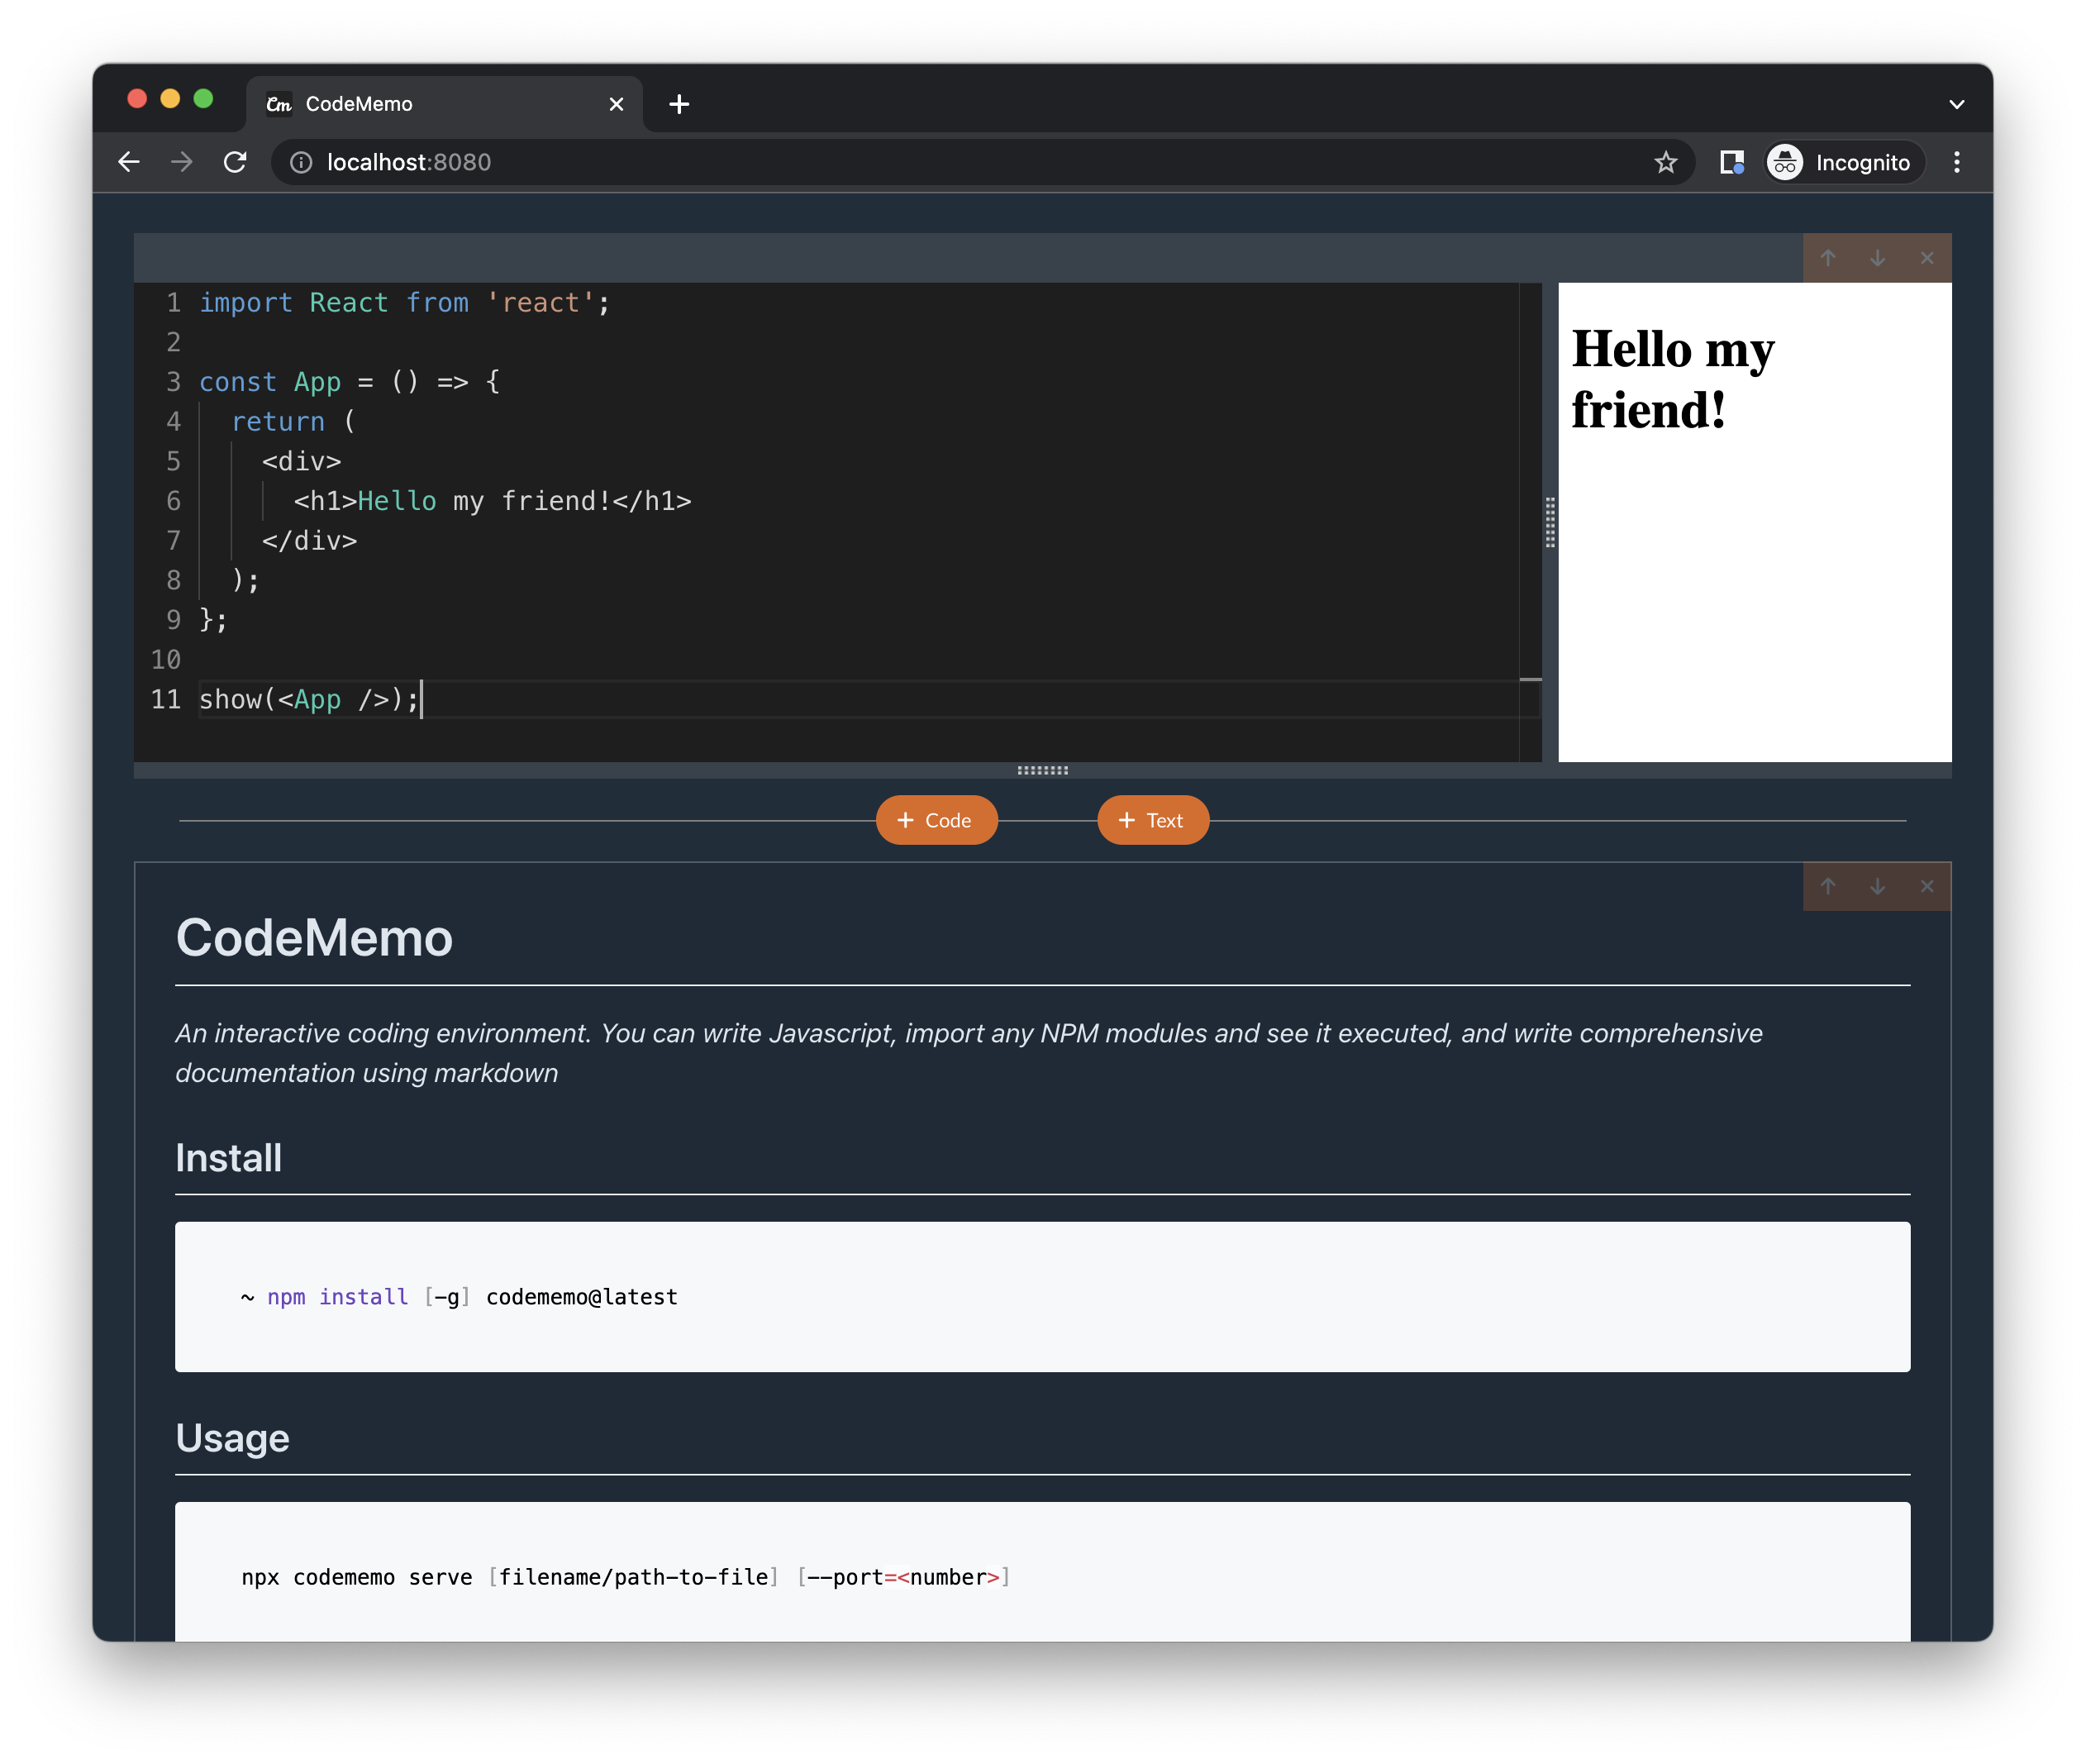 Cm CodeMemo
localhost:8080
Incognito
1 import React from 'react';
2
3 const App = () => {
4   return (
5     <div>
6       <h1>Hello my friend!</h1>
7     </div>
8   );
9 };
10
11 show(<App />);
Hello my
friend!
+ Code
+ Text
CodeMemo
An interactive coding environment. You can write Javascript, import any NPM modules and see it executed, and write comprehensive
documentation using markdown
Install
~ npm install [-g] codememo@latest
Usage
npx codememo serve [filename/path-to-file] [--port=<number>]